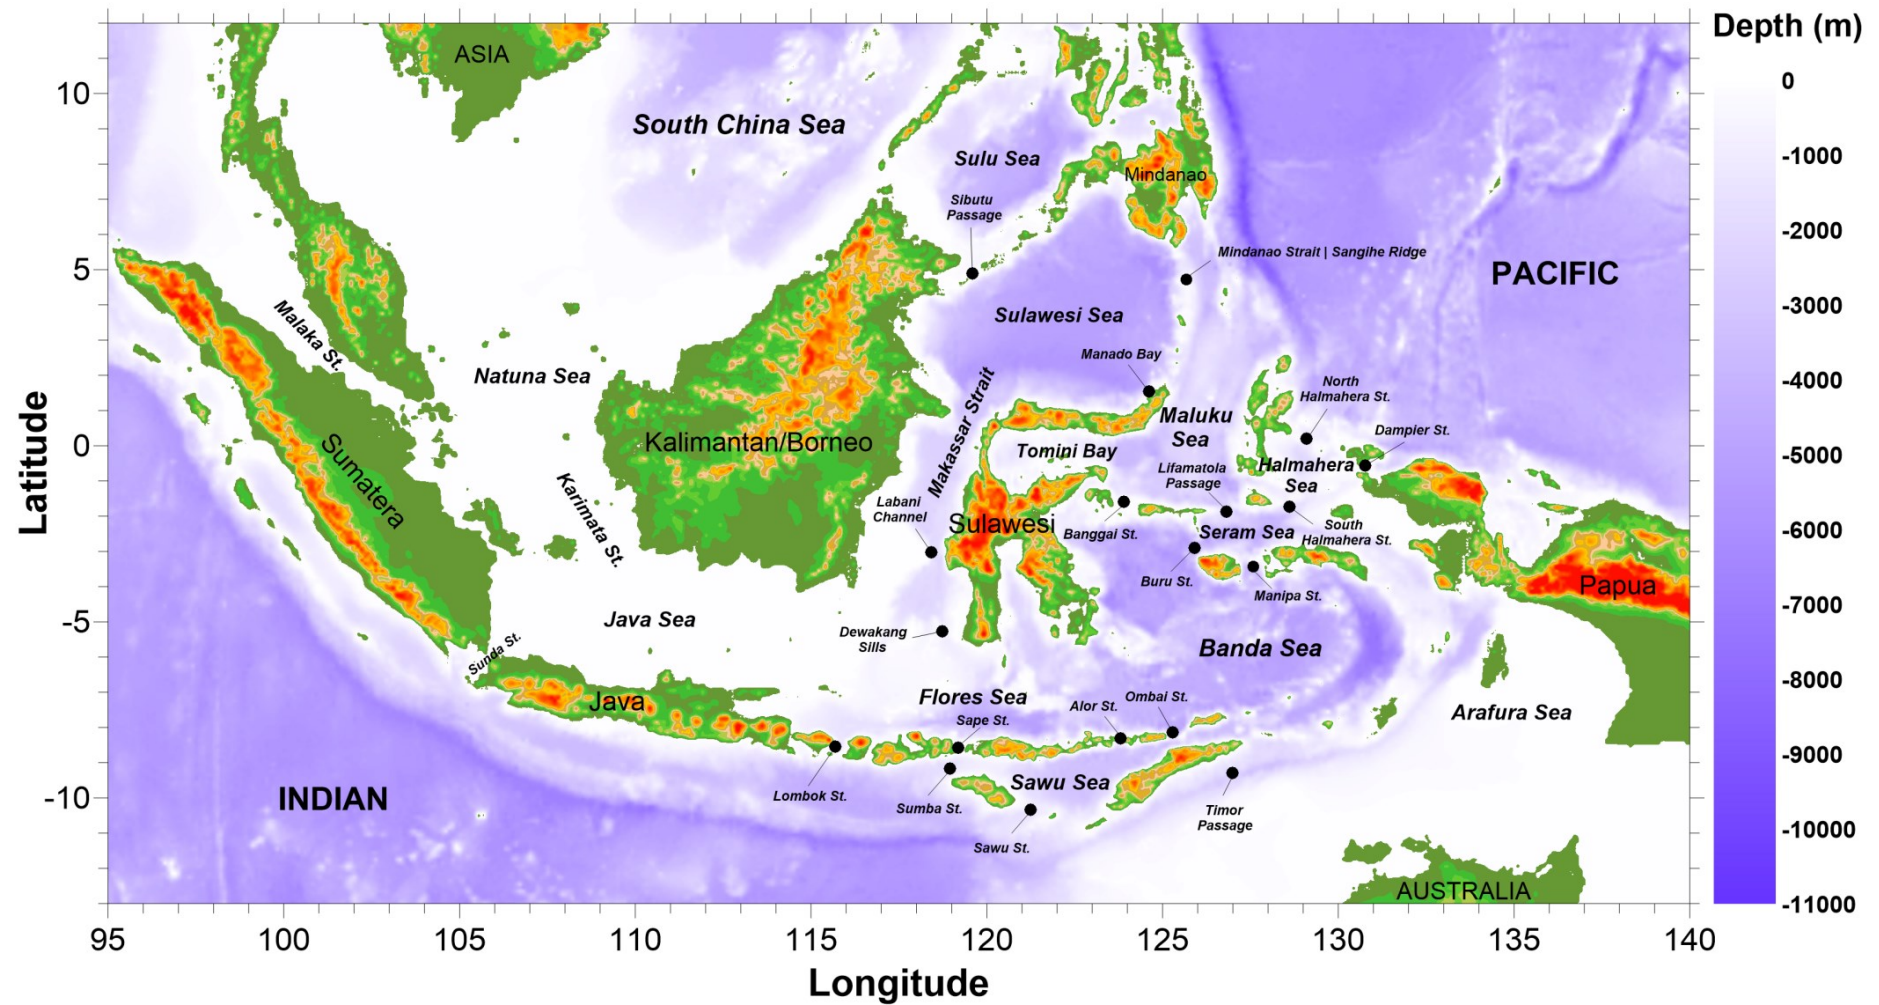 Depth (m)
0
-1000
-2000
-3000
-4000
-5000
-6000
-7000
-8000
-9000
-10000
-11000
ASIA
South China Sea
Sulu Sea
Mindanao
Sibutu
Passage
Mindanao Strait | Sangihe Ridge
PACIFIC
Sulawesi Sea
Malaka St.
Natuna Sea
Manado Bay
Makassar Strait
North
Halmahera St.
Maluku
Sea
Dampier St.
Sumatera
Kalimantan/Borneo
Tomini Bay
Lifamatola
Passage
Halmahera
Sea
Karimata St.
Labani
Channel
Sulawesi
Banggai St.
Seram Sea
South
Halmahera St.
Buru St.
Manipa St.
Papua
Java Sea
Dewakang
Sills
Banda Sea
Sunda St.
Java
Flores Sea
Sape St.
Alor St.
Ombai St.
Arafura Sea
INDIAN
Lombok St.
Sumba St.
Sawu Sea
Sawu St.
Timor
Passage
AUSTRALIA
Latitude
10
5
0
-5
-10
95
100
105
110
115
120
125
130
135
140
Longitude